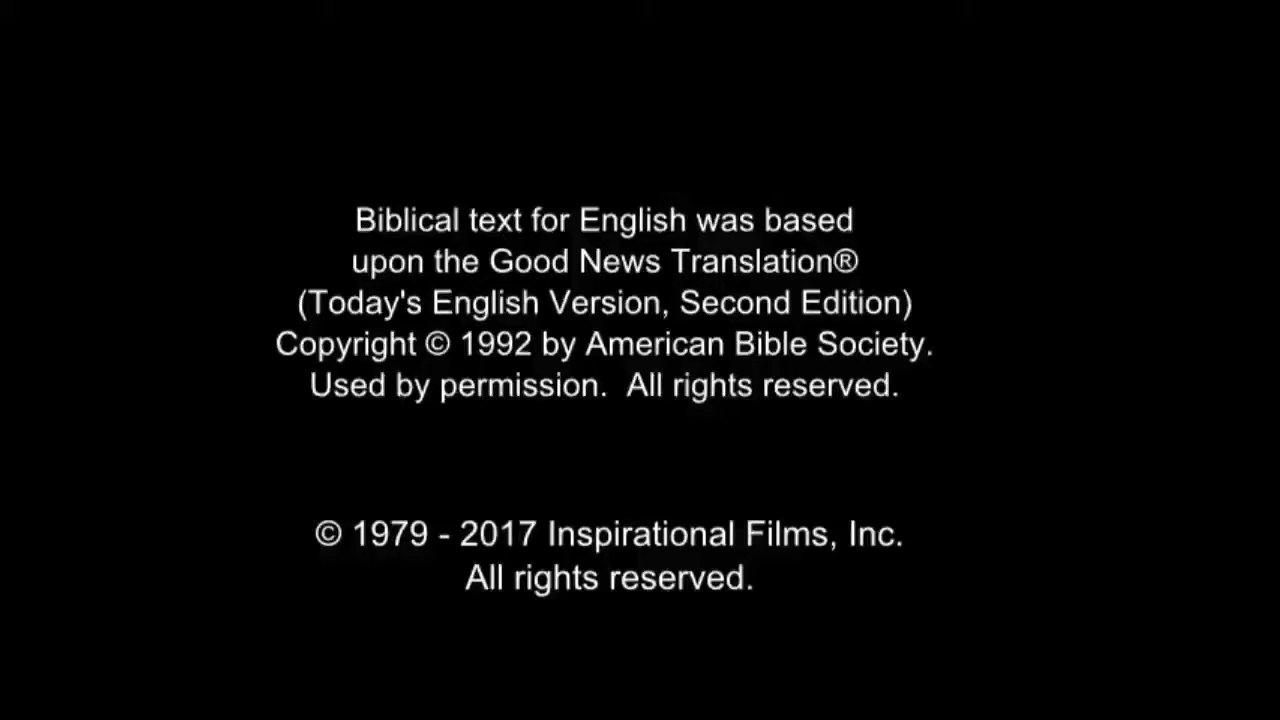 Biblical text for English was based
upon the Good News Translation®
(Today's English Version, Second Edition)
Copyright © 1992 by American Bible Society.
Used by permission.  All rights reserved.
© 1979 - 2017 Inspirational Films, Inc.
All rights reserved.